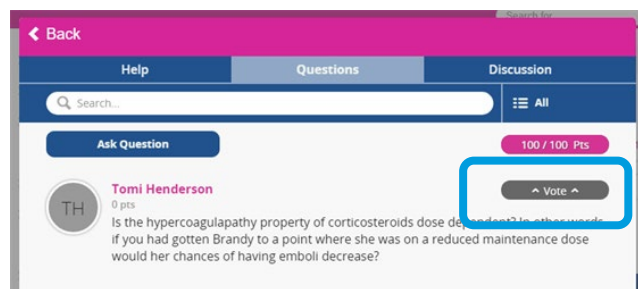 Search for
Back
Help Questions Discussion
Search... All
Ask Question 100 / 100 Pts
Tomi Henderson ^ Vote ^
TH 0 pts
Is the hypercoagulapathy property of corticosteroids dose dependent? In other words
if you had gotten Brandy to a point where she was on a reduced maintenance dose
would her chances of having emboli decrease?